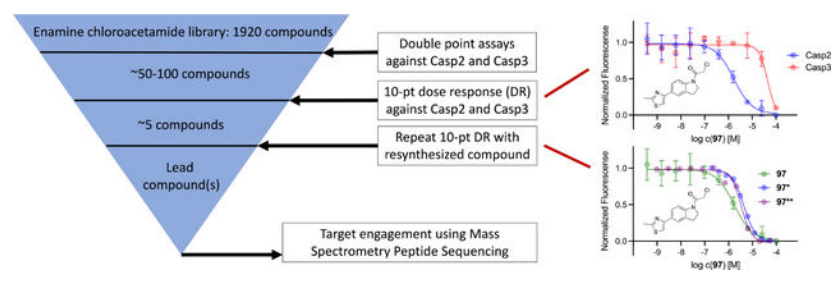 Enamine chloroacetamide library: 1920 compounds
~50-100 compounds
~5 compounds
Lead
compound(s)
Double point assays
against Casp2 and Casp3
10-pt dose response (DR)
against Casp2 and Casp3
Repeat 10-pt DR with
resynthesized compound
Target engagement using Mass
Spectrometry Peptide Sequencing
Normalized Fluorescense
1.0
0.5
0.0
-9 -8 -7 -6 -5 -4
log c(97) [M]
Casp2
Casp3
Normalized Fluorescense
1.0
0.5
0.0
-9 -8 -7 -6 -5 -4
log c(97) [M]
97
97*
97**